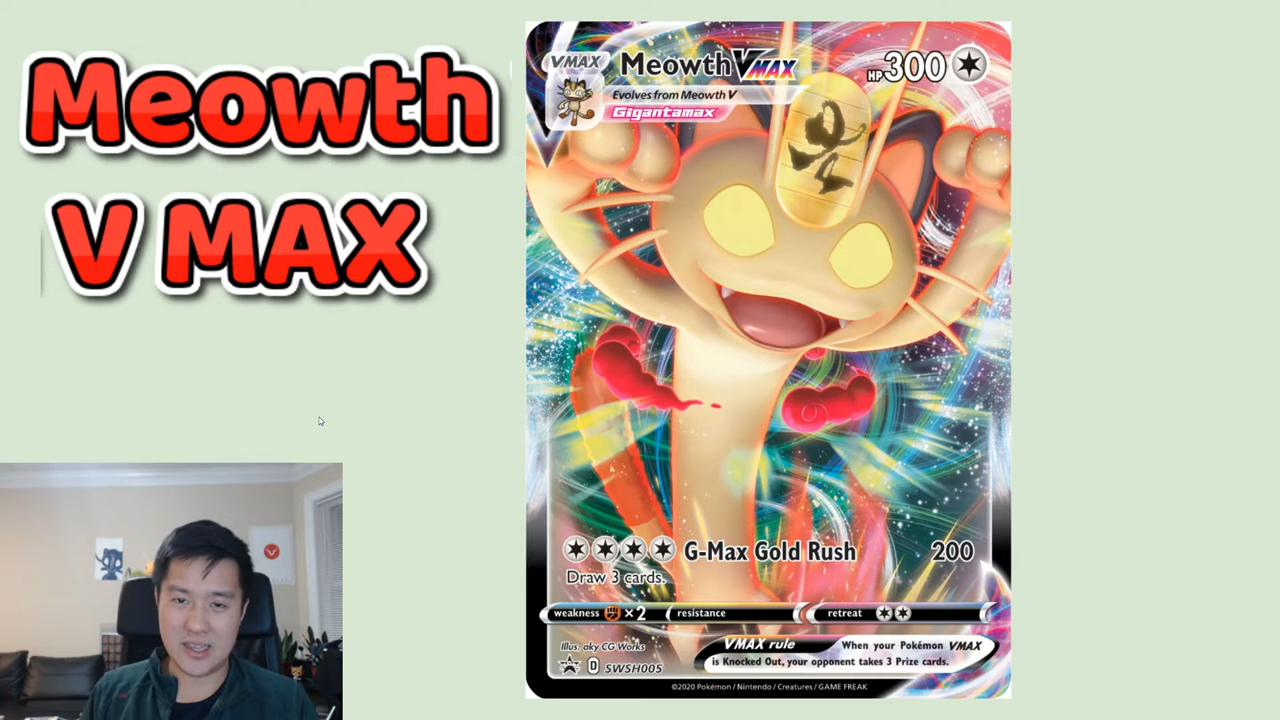 Meowth
V MAX
VMAX
Meowth VMAX
HP 300
Evolves from Meowth V
Gigantamax
G-Max Gold Rush 200
Draw 3 cards.
weakness ×2 resistance retreat
Illus. aky CG Works
VMAX rule When your Pokémon VMAX
is Knocked Out, your opponent takes 3 Prize cards.
D SWSH005
©2020 Pokémon / Nintendo / Creatures / GAME FREAK